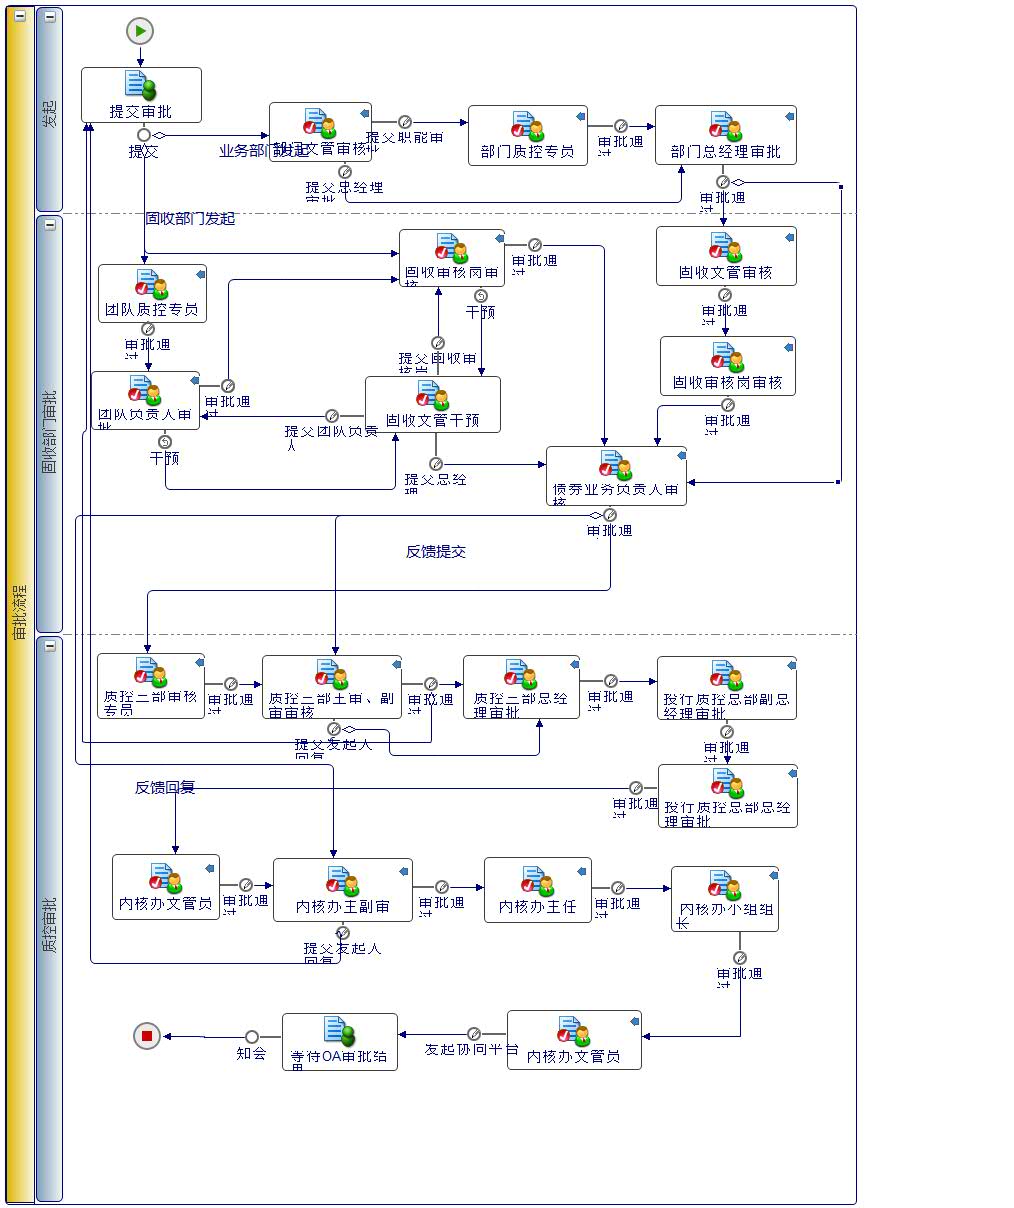 审批流程
发起
提交审批
提交
业务部门发起
部门文管审核
提交职能审
提交总经理
审批
部门质控专员
审批通
过
部门总经理审批
审批通
过
固收部门审批
固收部门发起
团队质控专员
审批通
过
团队负责人审
批
审批通
过
干预
固收审核岗审
核
审批通
过
干预
提交固收审
核岗
固收文管干预
提交团队负责
人
提交总经
理
固收文管审核
审批通
过
固收审核岗审核
审批通
过
债券业务负责人审
核
审批通
过
反馈提交
质控审批
质控二部审核
专员
审批通
过
质控二部主审、副
审审核
审批通
过
提交发起人
回复
质控二部总经
理审批
审批通
过
投行质控总部副总
经理审批
审批通
过
投行质控总部总经
理审批
审批通
过
反馈回复
内核办文管员
审批通
过
内核办主副审
审批通
过
提交发起人
回复
内核办主任
审批通
过
内核办小组组
长
审批通
过
内核办文管员
发起协同平台
等待OA审批结
果
知会